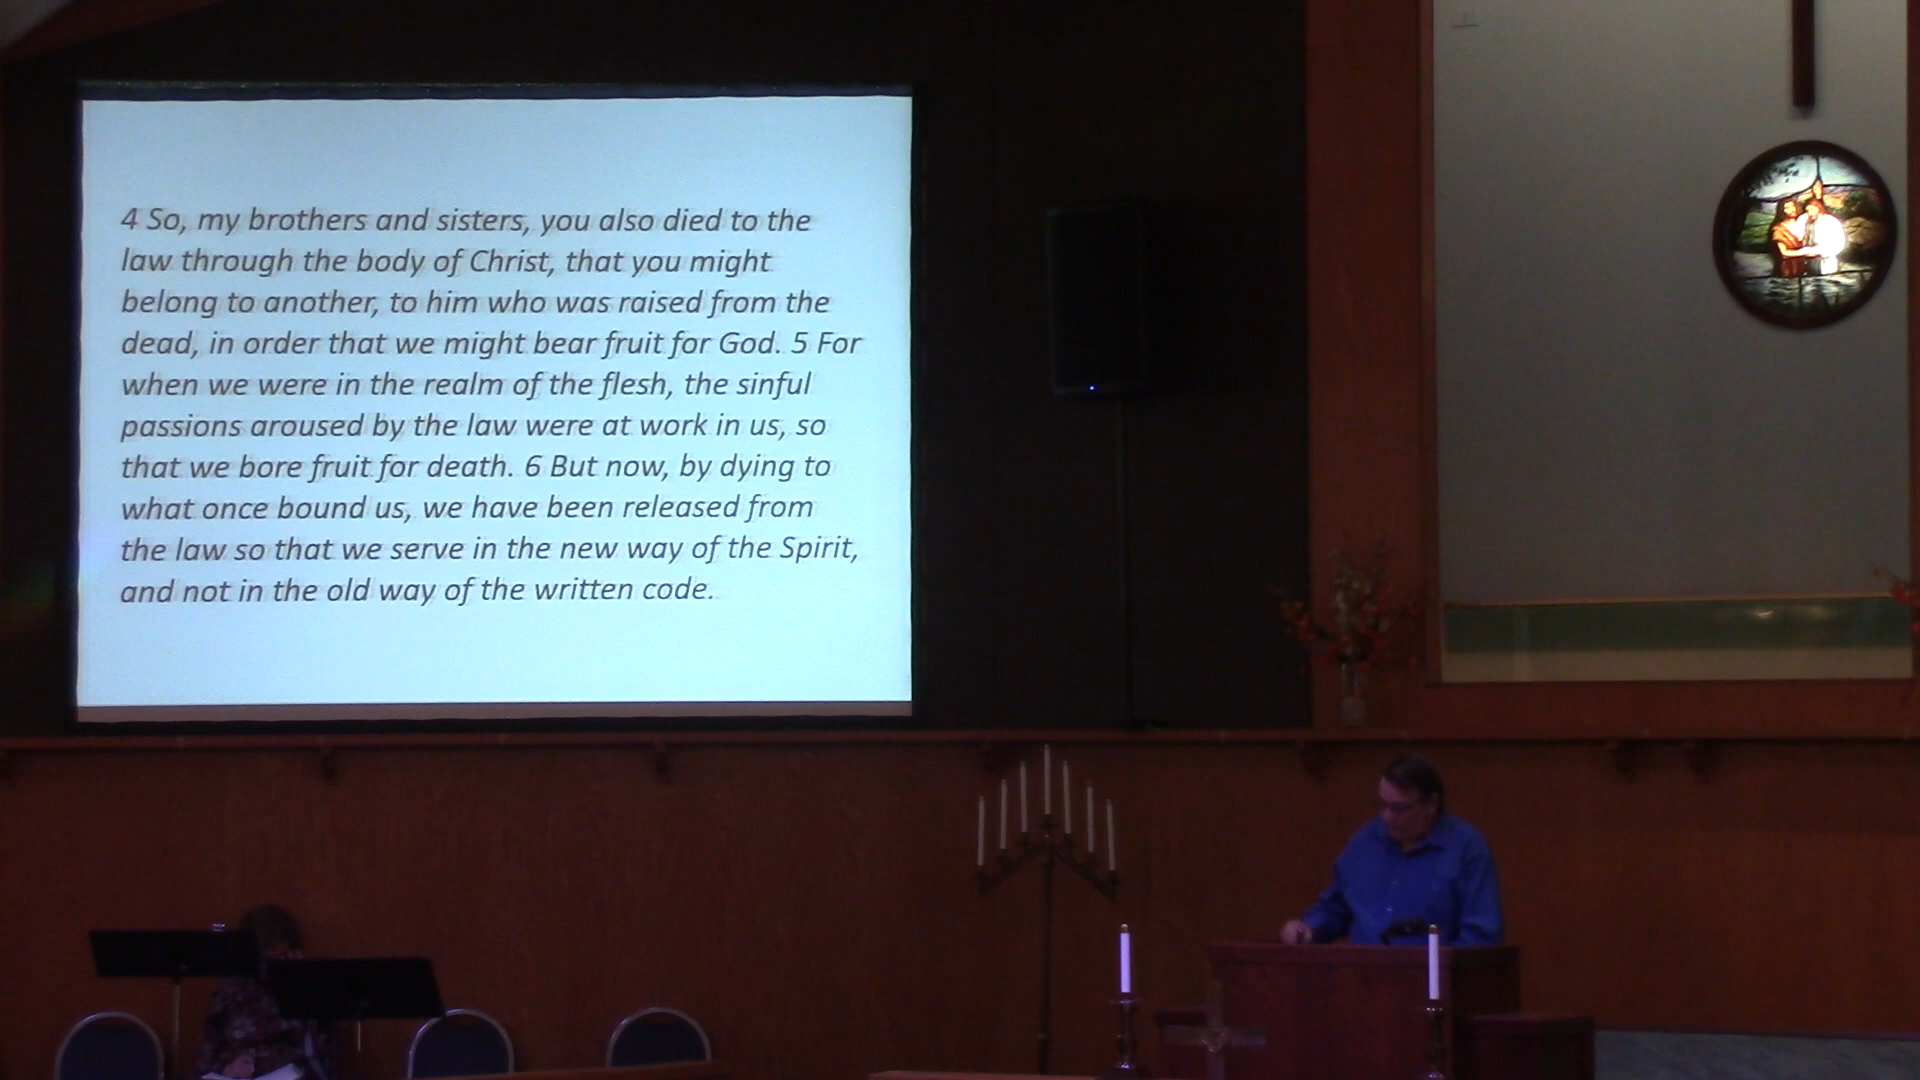 4 So, my brothers and sisters, you also died to the
law through the body of Christ, that you might
belong to another, to him who was raised from the
dead, in order that we might bear fruit for God. 5 For
when we were in the realm of the flesh, the sinful
passions aroused by the law were at work in us, so
that we bore fruit for death. 6 But now, by dying to
what once bound us, we have been released from
the law so that we serve in the new way of the Spirit,
and not in the old way of the written code.